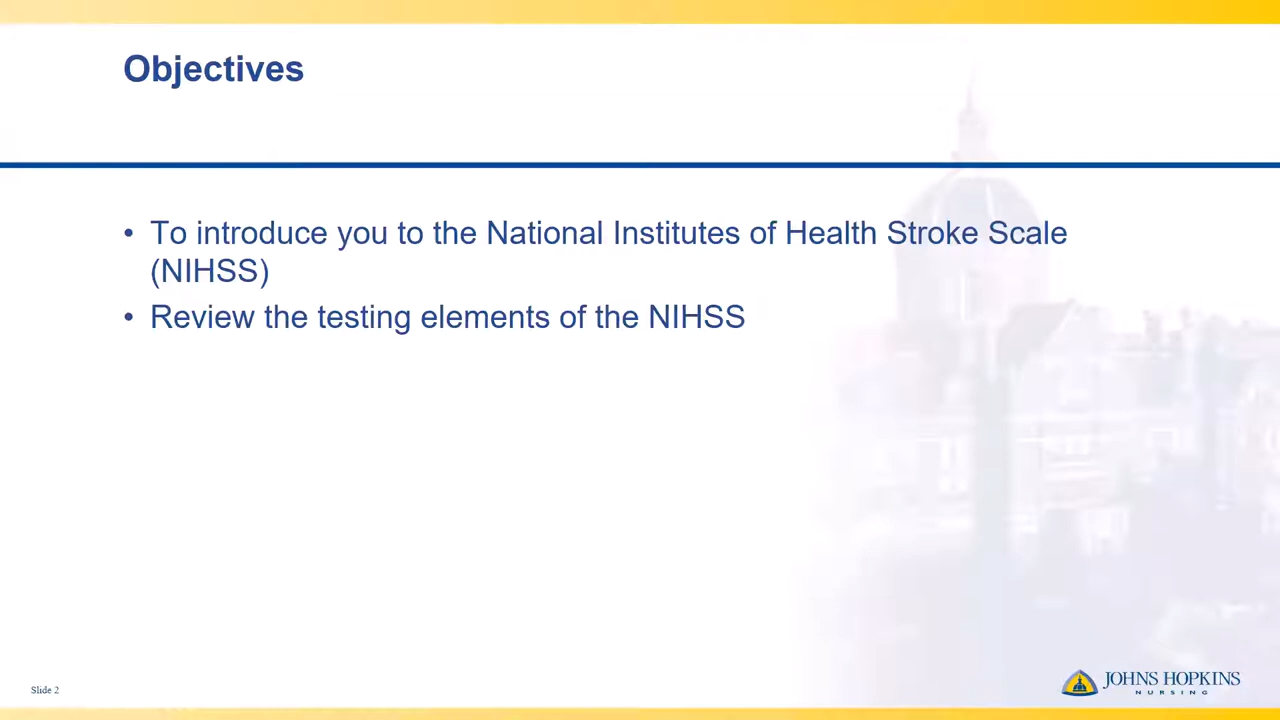 Objectives
• To introduce you to the National Institutes of Health Stroke Scale
(NIHSS)
• Review the testing elements of the NIHSS
Slide 2
JOHNS HOPKINS
NURSING